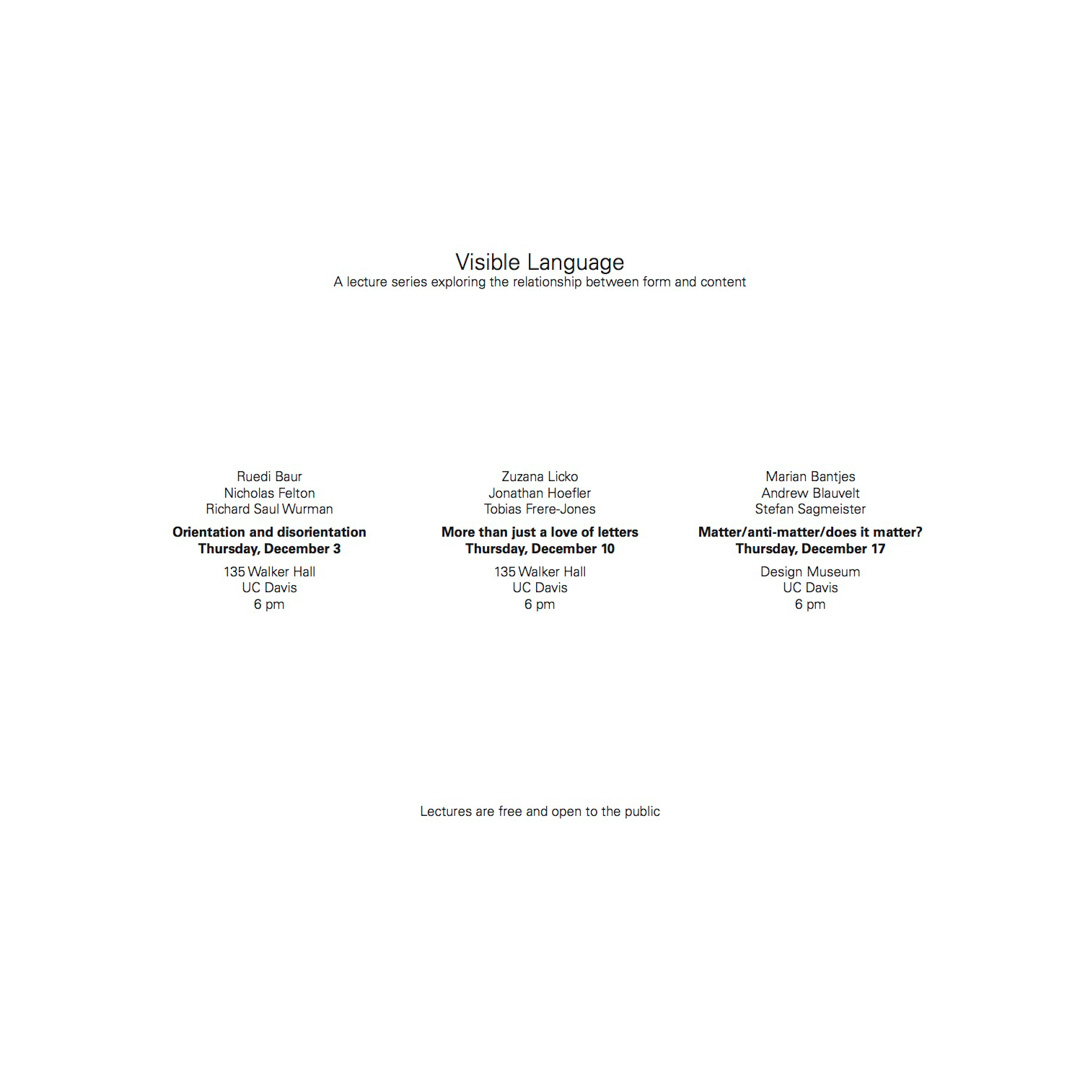 Visible Language
A lecture series exploring the relationship between form and content
Ruedi Baur
Nicholas Felton
Richard Saul Wurman
Orientation and disorientation
Thursday, December 3
135 Walker Hall
UC Davis
6 pm
Zuzana Licko
Jonathan Hoefler
Tobias Frere-Jones
More than just a love of letters
Thursday, December 10
135 Walker Hall
UC Davis
6 pm
Marian Bantjes
Andrew Blauvelt
Stefan Sagmeister
Matter/anti-matter/does it matter?
Thursday, December 17
Design Museum
UC Davis
6 pm
Lectures are free and open to the public